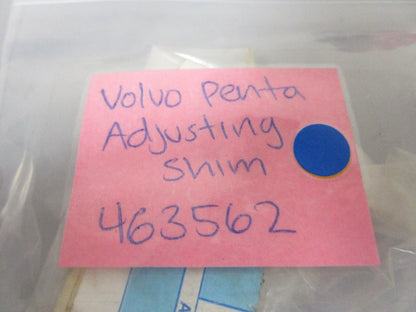 Volvo Penta
Adjusting
Shim
463562